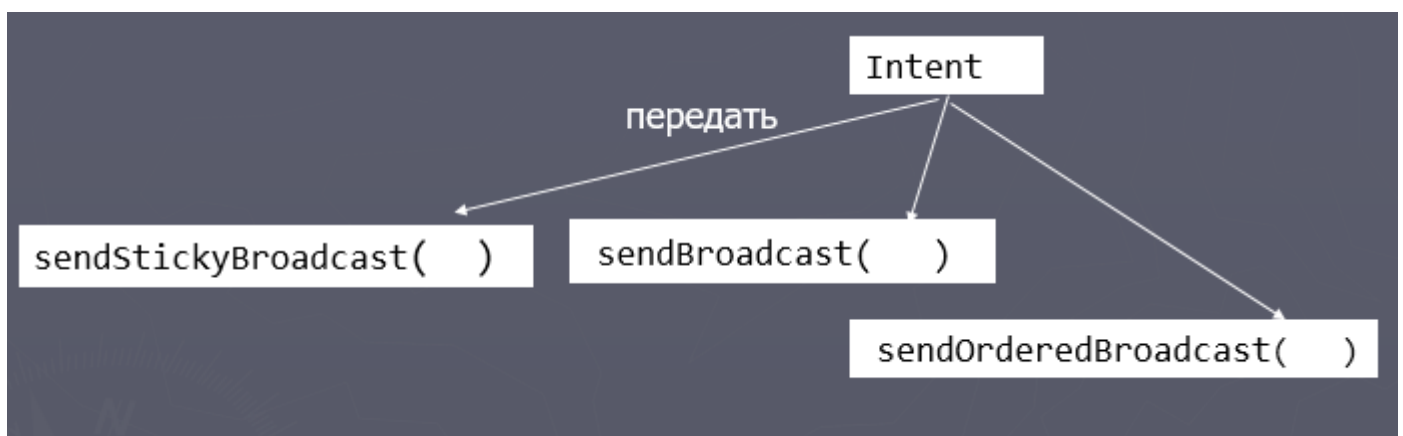 Intent
передать
sendStickyBroadcast( )
sendBroadcast( )
sendOrderedBroadcast( )